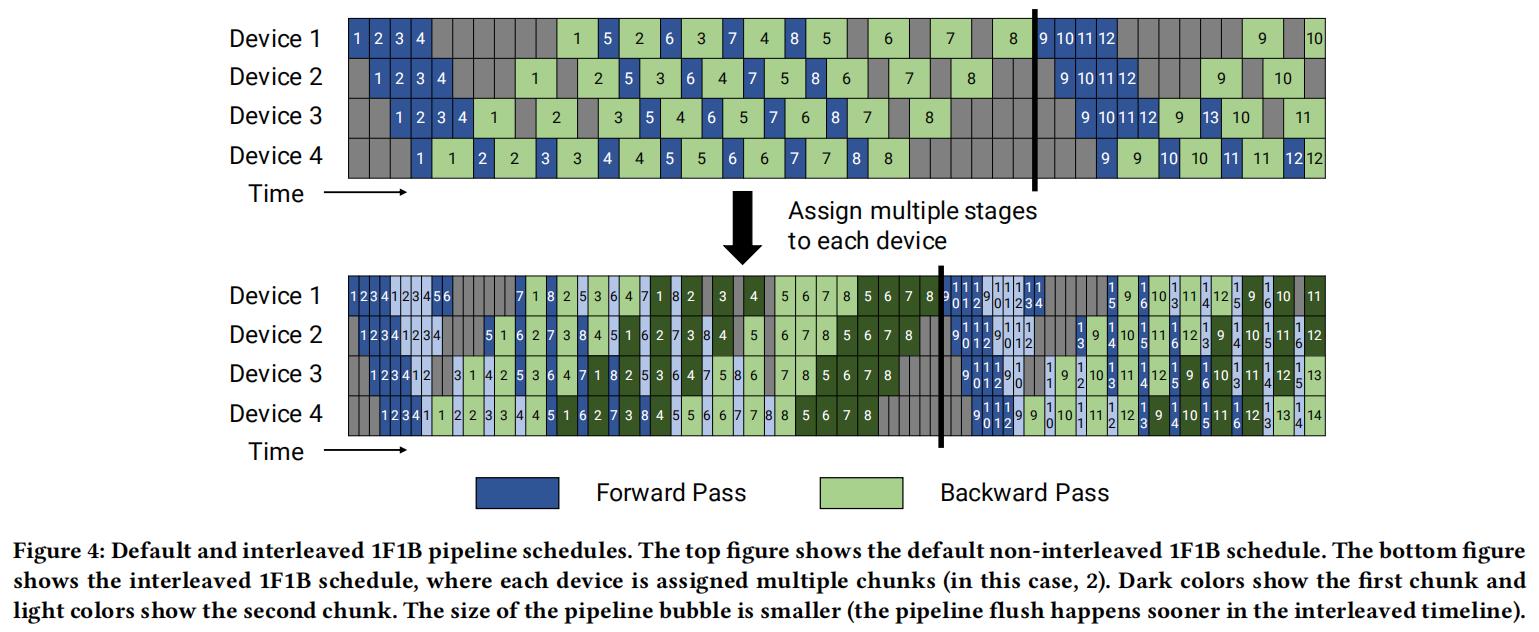 Device 1 1 2 3 4 1 5 2 6 3 7 4 8 5 6 7 8 9 10 11 12 9 10
Device 2 1 2 3 4 1 2 5 3 6 4 7 5 8 6 7 8 9 10 11 12 9 10
Device 3 1 2 3 4 1 2 3 5 4 6 5 7 6 8 7 8 9 10 11 12 9 13 10 11
Device 4 1 1 2 2 3 3 4 4 5 5 6 6 7 7 8 8 9 9 10 10 11 11 12 12
Time
Assign multiple stages
to each device
Device 1 1 2 3 4 1 2 3 4 5 6 7 1 8 2 5 3 6 4 7 1 8 2 3 4 5 6 7 8 5 6 7 8 9 10 11 12 9 10 11 12 13 14 15 9 16 10 13 11 14 12 15 9 16 10 11
Device 2 1 2 3 4 1 2 3 4 5 1 6 2 7 3 8 4 5 1 6 2 7 3 8 4 5 6 7 8 5 6 7 8 9 10 11 12 9 10 11 12 13 9 14 10 15 11 16 12 13 9 14 10 15 11 16 12
Device 3 1 2 3 4 1 2 3 1 4 2 5 3 6 4 7 1 8 2 5 3 6 4 7 5 8 6 7 8 5 6 7 8 9 10 11 12 9 10 11 9 12 10 13 11 14 12 15 9 16 10 13 11 14 12 15 13
Device 4 1 2 3 4 1 1 2 2 3 3 4 4 5 1 6 2 7 3 8 4 5 5 6 6 7 7 8 8 5 6 7 8 9 10 11 12 9 9 10 10 11 11 12 12 13 9 14 10 15 11 16 12 13 13 14 14
Time
Forward Pass Backward Pass
Figure 4: Default and interleaved 1F1B pipeline schedules. The top figure shows the default non-interleaved 1F1B schedule. The bottom figure
shows the interleaved 1F1B schedule, where each device is assigned multiple chunks (in this case, 2). Dark colors show the first chunk and
light colors show the second chunk. The size of the pipeline bubble is smaller (the pipeline flush happens sooner in the interleaved timeline).